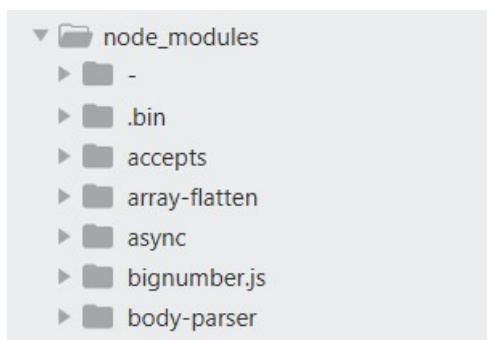 node_modules
-
.bin
accepts
array-flatten
async
bignumber.js
body-parser